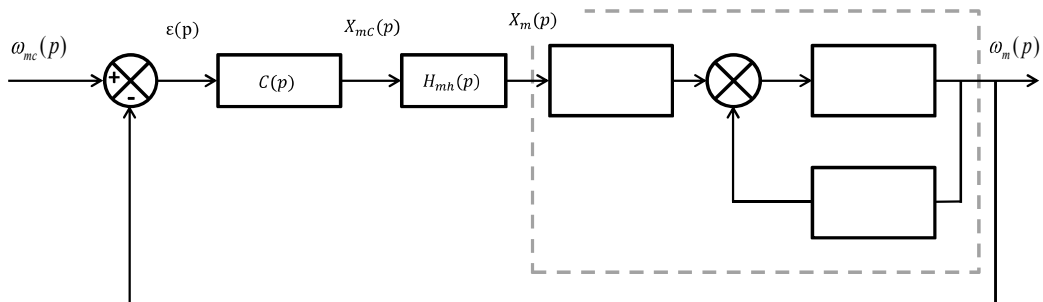 ω_mc(p)
ε(p)
X_mC(p)
X_m(p)
ω_m(p)
+
-
C(p)
H_mh(p)